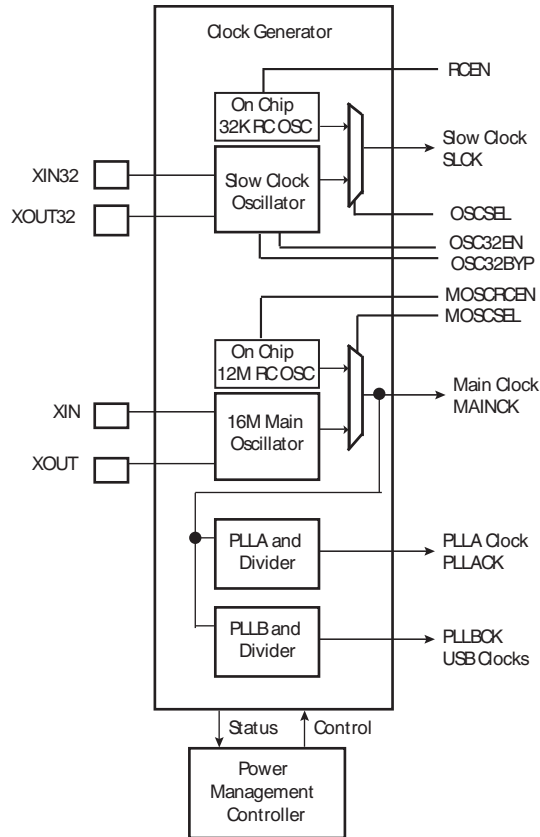 Clock Generator
RCEN
On Chip
32K RC OSC
Slow Clock
SLCK
XIN32
Slow Clock
Oscillator
XOUT32
OSCSEL
OSC32EN
OSC32BYP
MOSCRCEN
MOSCSEL
On Chip
12M RC OSC
Main Clock
MAINCK
XIN
16M Main
Oscillator
XOUT
PLLA and
Divider
PLLA Clock
PLLACK
PLLB and
Divider
PLLBCK
USB Clocks
Status
Control
Power
Management
Controller